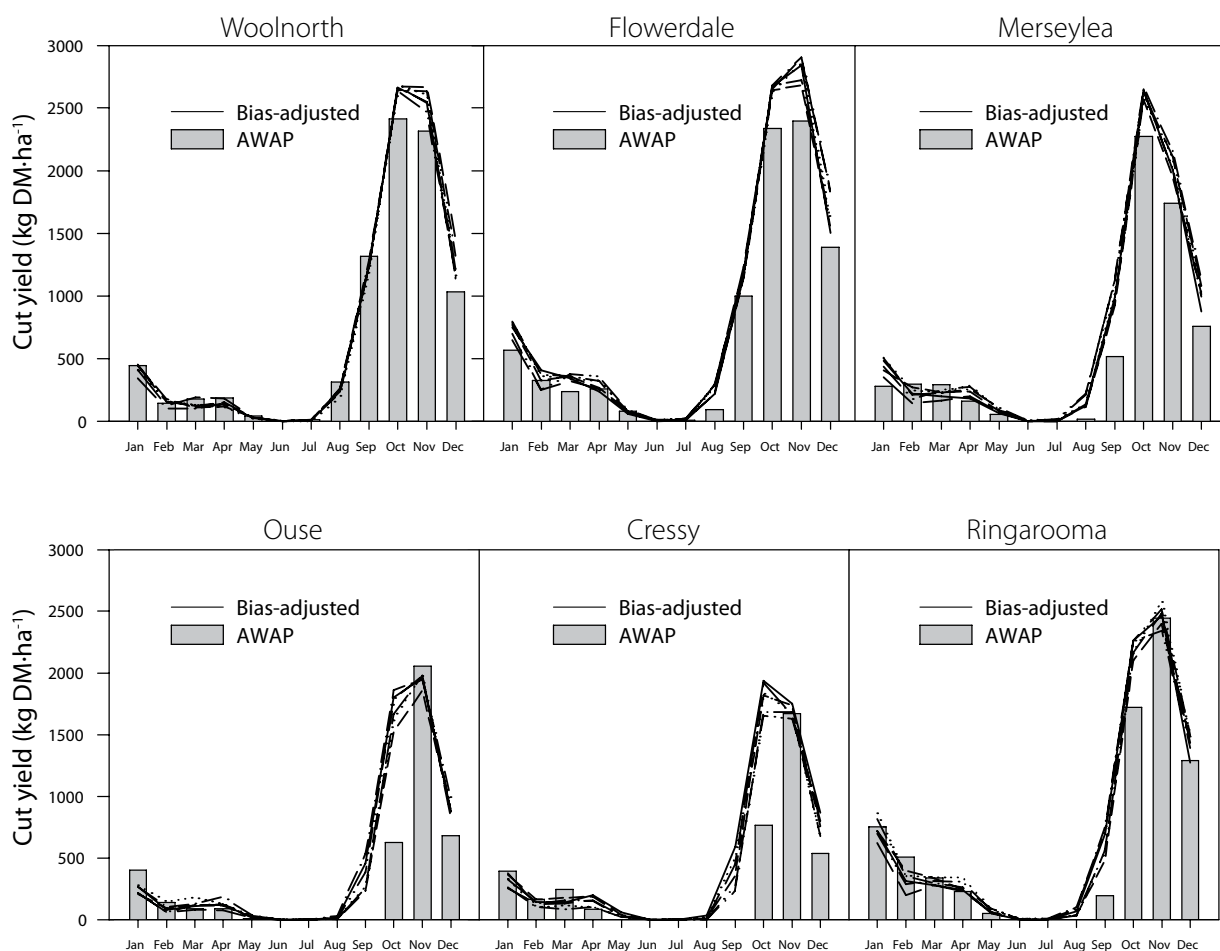 Woolnorth Flowerdale Merseylea
Cut yield (kg DM·ha⁻¹)
3000
2500
2000
1500
1000
500
0
Bias-adjusted
AWAP
Bias-adjusted
AWAP
Bias-adjusted
AWAP
Jan Feb Mar Apr May Jun Jul Aug Sep Oct Nov Dec Jan Feb Mar Apr May Jun Jul Aug Sep Oct Nov Dec Jan Feb Mar Apr May Jun Jul Aug Sep Oct Nov Dec
Ouse Cressy Ringarooma
Cut yield (kg DM·ha⁻¹)
3000
2500
2000
1500
1000
500
0
Bias-adjusted
AWAP
Bias-adjusted
AWAP
Bias-adjusted
AWAP
Jan Feb Mar Apr May Jun Jul Aug Sep Oct Nov Dec Jan Feb Mar Apr May Jun Jul Aug Sep Oct Nov Dec Jan Feb Mar Apr May Jun Jul Aug Sep Oct Nov Dec